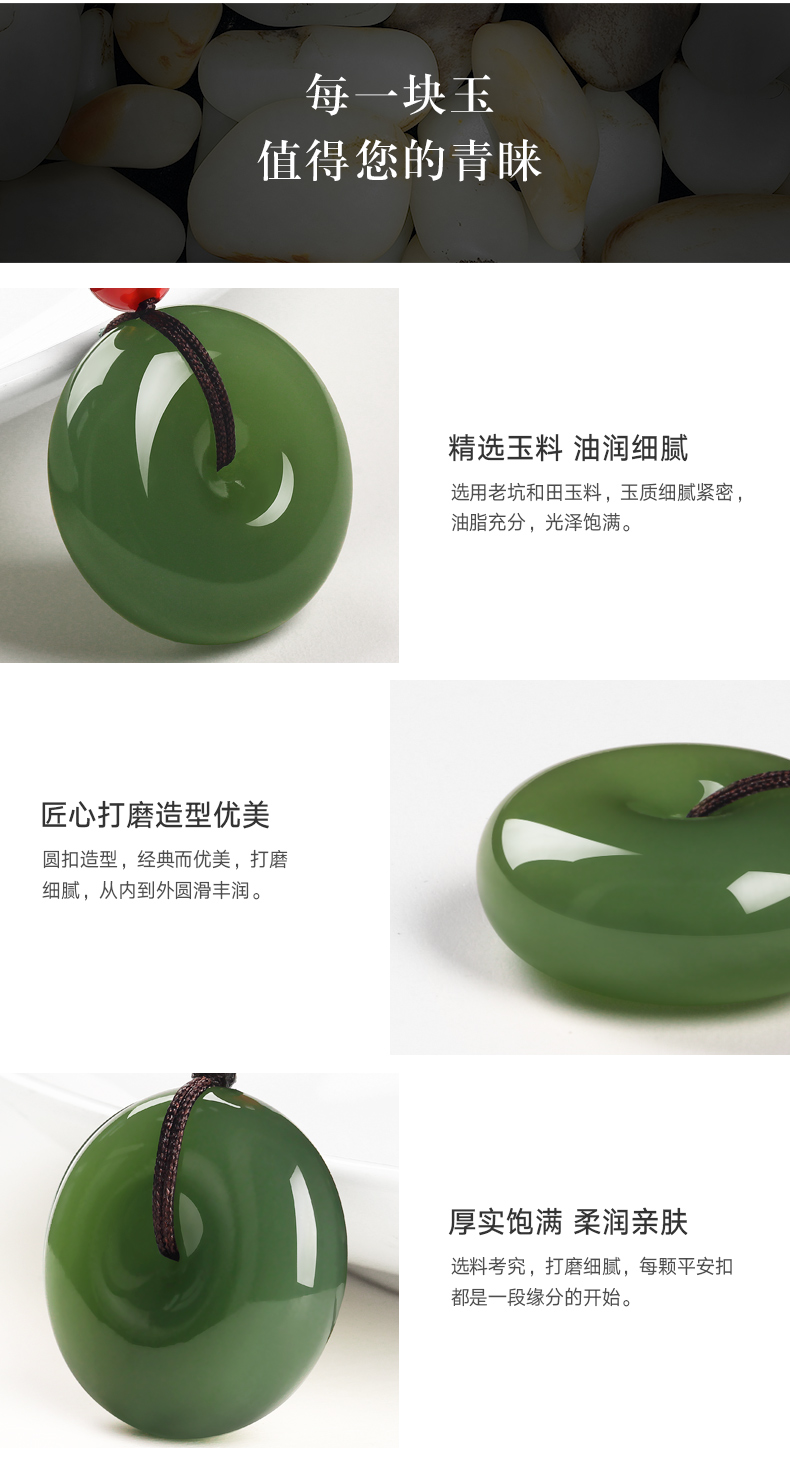 每一块玉
值得您的青睐
精选玉料 油润细腻
选用老坑和田玉料，玉质细腻紧密，
油脂充分，光泽饱满。
匠心打磨造型优美
圆扣造型，经典而优美，打磨
细腻，从内到外圆滑丰润。
厚实饱满 柔润亲肤
选料考究，打磨细腻，每颗平安扣
都是一段缘分的开始。